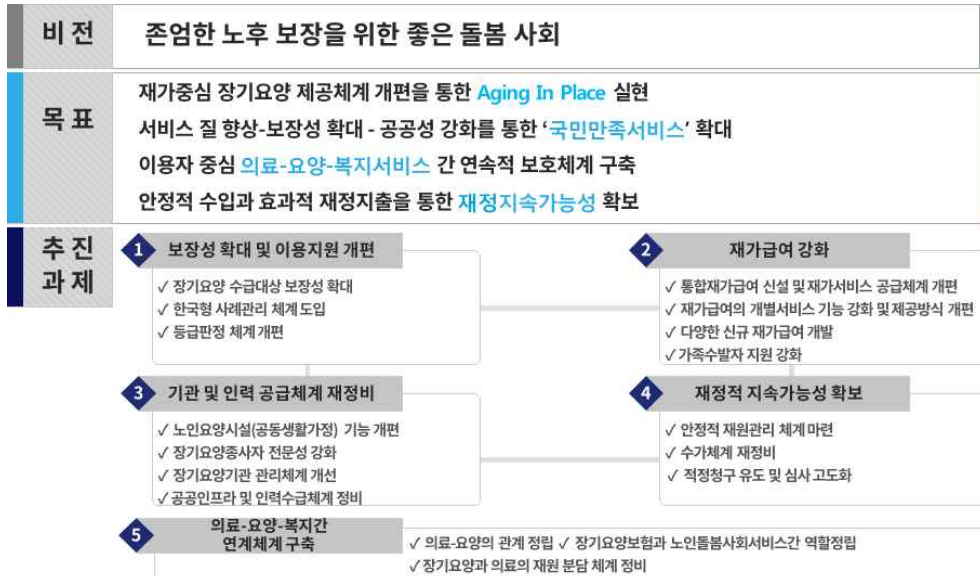 비 전
존엄한 노후 보장을 위한 좋은 돌봄 사회
목 표
재가중심 장기요양 제공체계 개편을 통한 Aging In Place 실현
서비스 질 향상-보장성 확대 - 공공성 강화를 통한 ‘국민만족서비스’ 확대
이용자 중심 의료-요양-복지서비스 간 연속적 보호체계 구축
안정적 수입과 효과적 재정지출을 통한 재정지속가능성 확보
추 진
과 제
1 보장성 확대 및 이용지원 개편
✓ 장기요양 수급대상 보장성 확대
✓ 한국형 사례관리 체계 도입
✓ 등급판정 체계 개편
2 재가급여 강화
✓ 통합재가급여 신설 및 재가서비스 공급체계 개편
✓ 재가급여의 개별서비스 기능 강화 및 제공방식 개편
✓ 다양한 신규 재가급여 개발
✓ 가족수발자 지원 강화
3 기관 및 인력 공급체계 재정비
✓ 노인요양시설(공동생활가정) 기능 개편
✓ 장기요양종사자 전문성 강화
✓ 장기요양기관 관리체계 개선
✓ 공공인프라 및 인력수급체계 정비
4 재정적 지속가능성 확보
✓ 안정적 재원관리 체계 마련
✓ 수가체계 재정비
✓ 적정청구 유도 및 심사 고도화
5 의료-요양-복지간
연계체계 구축
✓ 의료-요양의 관계 정립 ✓ 장기요양보험과 노인돌봄사회서비스간 역할정립
✓ 장기요양과 의료의 재원 분담 체계 정비